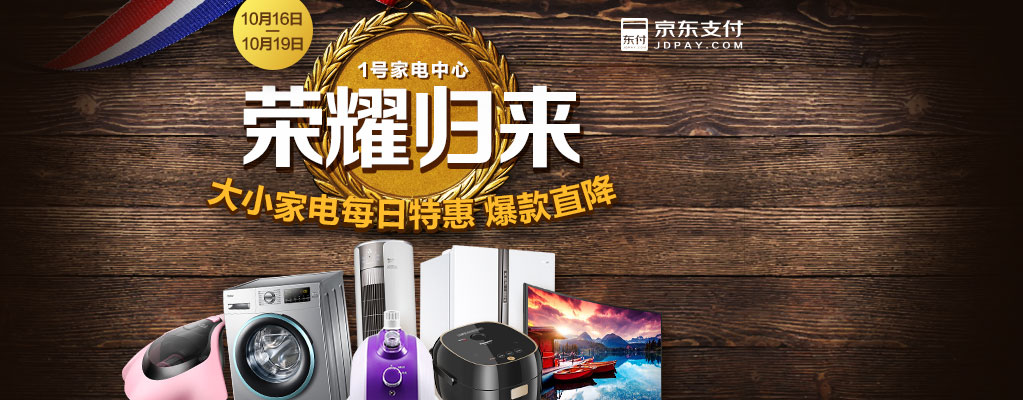 10月16日
10月19日
京东支付
东付
JDPAY.COM
1号家电中心
荣耀归来
大小家电每日特惠 爆款直降